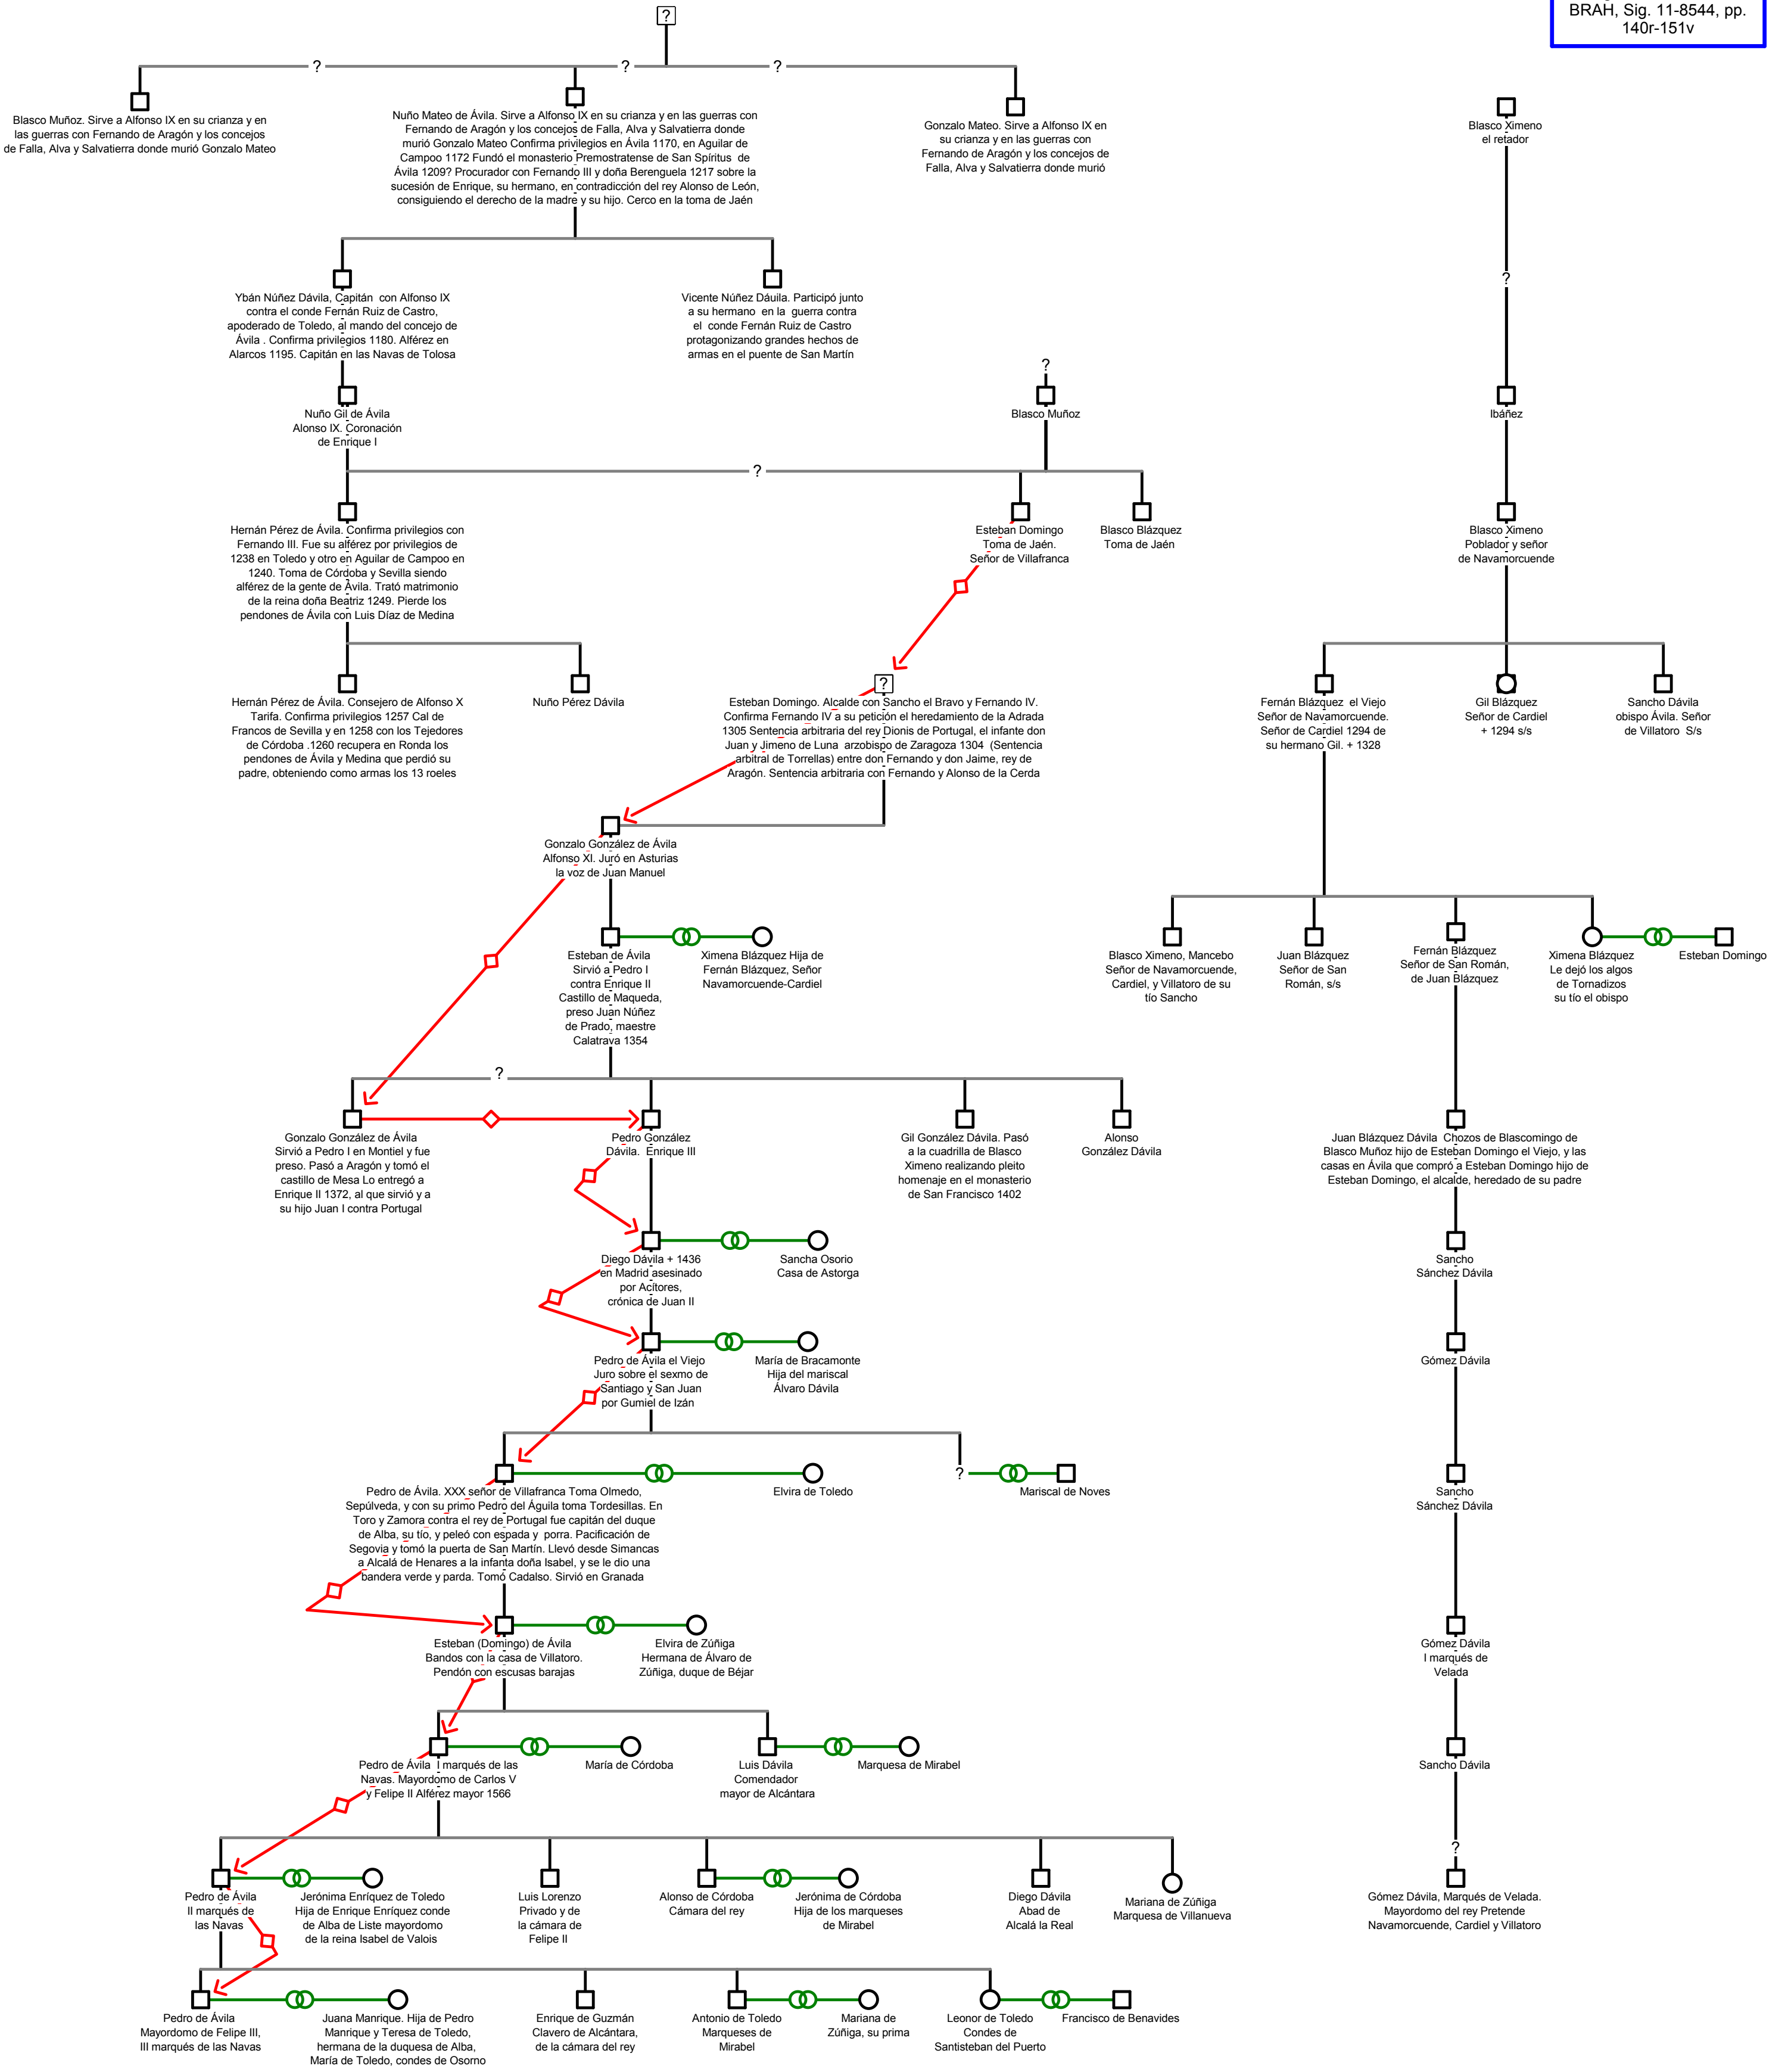 BRAH, Sig. 11-8544, pp.
140r-151v
?
?
?
?
Blasco Muñoz. Sirve a Alfonso IX en su crianza y en
las guerras con Fernando de Aragón y los concejos
de Falla, Alva y Salvatierra donde murió Gonzalo Mateo
Nuño Mateo de Ávila. Sirve a Alfonso IX en su crianza y en las guerras con
Fernando de Aragón y los concejos de Falla, Alva y Salvatierra donde
murió Gonzalo Mateo Confirma privilegios en Ávila 1170, en Aguilar de
Campoo 1172 Fundó el monasterio Premostratense de San Spíritus de
Ávila 1209? Procurador con Fernando III y doña Berenguela 1217 sobre la
sucesión de Enrique, su hermano, en contradicción del rey Alonso de León,
consiguiendo el derecho de la madre y su hijo. Cerco en la toma de Jaén
Gonzalo Mateo. Sirve a Alfonso IX en
su crianza y en las guerras con
Fernando de Aragón y los concejos de
Falla, Alva y Salvatierra donde murió
Blasco Ximeno
el retador
?
Ybán Núñez Dávila, Capitán con Alfonso IX
contra el conde Fernán Ruiz de Castro,
apoderado de Toledo, al mando del concejo de
Ávila . Confirma privilegios 1180. Alférez en
Alarcos 1195. Capitán en las Navas de Tolosa
Vicente Núñez Dáuila. Participó junto
a su hermano en la guerra contra
el conde Fernán Ruiz de Castro
protagonizando grandes hechos de
armas en el puente de San Martín
?
Nuño Gil de Ávila
Alonso IX. Coronación
de Enrique I
Blasco Muñoz
Ibáñez
?
Hernán Pérez de Ávila. Confirma privilegios con
Fernando III. Fue su alférez por privilegios de
1238 en Toledo y otro en Aguilar de Campoo en
1240. Toma de Córdoba y Sevilla siendo
alférez de la gente de Ávila. Trató matrimonio
de la reina doña Beatriz 1249. Pierde los
pendones de Ávila con Luis Díaz de Medina
Esteban Domingo
Toma de Jaén.
Señor de Villafranca
Blasco Blázquez
Toma de Jaén
Blasco Ximeno
Poblador y señor
de Navamorcuende
?
Hernán Pérez de Ávila. Consejero de Alfonso X
Tarifa. Confirma privilegios 1257 Cal de
Francos de Sevilla y en 1258 con los Tejedores
de Córdoba .1260 recupera en Ronda los
pendones de Ávila y Medina que perdió su
padre, obteniendo como armas los 13 roeles
Nuño Pérez Dávila
Esteban Domingo. Alcalde con Sancho el Bravo y Fernando IV.
Confirma Fernando IV a su petición el heredamiento de la Adrada
1305 Sentencia arbitraria del rey Dionis de Portugal, el infante don
Juan y Jimeno de Luna arzobispo de Zaragoza 1304 (Sentencia
arbitral de Torrellas) entre don Fernando y don Jaime, rey de
Aragón. Sentencia arbitraria con Fernando y Alonso de la Cerda
Fernán Blázquez el Viejo
Señor de Navamorcuende.
Señor de Cardiel 1294 de
su hermano Gil. + 1328
Gil Blázquez
Señor de Cardiel
+ 1294 s/s
Sancho Dávila
obispo Ávila. Señor
de Villatoro S/s
Gonzalo González de Ávila
Alfonso XI. Juró en Asturias
la voz de Juan Manuel
Esteban de Ávila
Sirvió a Pedro I
contra Enrique II
Castillo de Maqueda,
preso Juan Núñez
de Prado, maestre
Calatrava 1354
Ximena Blázquez Hija de
Fernán Blázquez, Señor
Navamorcuende-Cardiel
Blasco Ximeno, Mancebo
Señor de Navamorcuende,
Cardiel, y Villatoro de su
tío Sancho
Juan Blázquez
Señor de San
Román, s/s
Fernán Blázquez
Señor de San Román,
de Juan Blázquez
Ximena Blázquez
Le dejó los algos
de Tornadizos
su tío el obispo
Esteban Domingo
?
Gonzalo González de Ávila
Sirvió a Pedro I en Montiel y fue
preso. Pasó a Aragón y tomó el
castillo de Mesa Lo entregó a
Enrique II 1372, al que sirvió y a
su hijo Juan I contra Portugal
Pedro González
Dávila. Enrique III
Gil González Dávila. Pasó
a la cuadrilla de Blasco
Ximeno realizando pleito
homenaje en el monasterio
de San Francisco 1402
Alonso
González Dávila
Juan Blázquez Dávila Chozos de Blascomingo de
Blasco Muñoz hijo de Esteban Domingo el Viejo, y las
casas en Ávila que compró a Esteban Domingo hijo de
Esteban Domingo, el alcalde, heredado de su padre
Diego Dávila + 1436
en Madrid asesinado
por Acítores,
crónica de Juan II
Sancha Osorio
Casa de Astorga
Sancho
Sánchez Dávila
Pedro de Ávila el Viejo
Juro sobre el sexmo de
Santiago y San Juan
por Gumiel de Izán
María de Bracamonte
Hija del mariscal
Álvaro Dávila
Gómez Dávila
?
Pedro de Ávila. XXX señor de Villafranca Toma Olmedo,
Sepúlveda, y con su primo Pedro del Águila toma Tordesillas. En
Toro y Zamora contra el rey de Portugal fue capitán del duque
de Alba, su tío, y peleó con espada y porra. Pacificación de
Segovia y tomó la puerta de San Martín. Llevó desde Simancas
a Alcalá de Henares a la infanta doña Isabel, y se le dio una
bandera verde y parda. Tomó Cadalso. Sirvió en Granada
Elvira de Toledo
Mariscal de Noves
Sancho
Sánchez Dávila
Esteban (Domingo) de Ávila
Bandos con la casa de Villatoro.
Pendón con escusas barajas
Elvira de Zúñiga
Hermana de Álvaro de
Zúñiga, duque de Béjar
Gómez Dávila
I marqués de
Velada
Pedro de Ávila I marqués de las
Navas. Mayordomo de Carlos V
y Felipe II Alférez mayor 1566
María de Córdoba
Luis Dávila
Comendador
mayor de Alcántara
Marquesa de Mirabel
Sancho Dávila
?
Pedro de Ávila
II marqués de
las Navas
Jerónima Enríquez de Toledo
Hija de Enrique Enríquez conde
de Alba de Liste mayordomo
de la reina Isabel de Valois
Luis Lorenzo
Privado y de
la cámara de
Felipe II
Alonso de Córdoba
Cámara del rey
Jerónima de Córdoba
Hija de los marqueses
de Mirabel
Diego Dávila
Abad de
Alcalá la Real
Mariana de Zúñiga
Marquesa de Villanueva
Gómez Dávila, Marqués de Velada.
Mayordomo del rey Pretende
Navamorcuende, Cardiel y Villatoro
Pedro de Ávila
Mayordomo de Felipe III,
III marqués de las Navas
Juana Manrique. Hija de Pedro
Manrique y Teresa de Toledo,
hermana de la duquesa de Alba,
María de Toledo, condes de Osorno
Enrique de Guzmán
Clavero de Alcántara,
de la cámara del rey
Antonio de Toledo
Marqueses de
Mirabel
Mariana de
Zúñiga, su prima
Leonor de Toledo
Condes de
Santisteban del Puerto
Francisco de Benavides